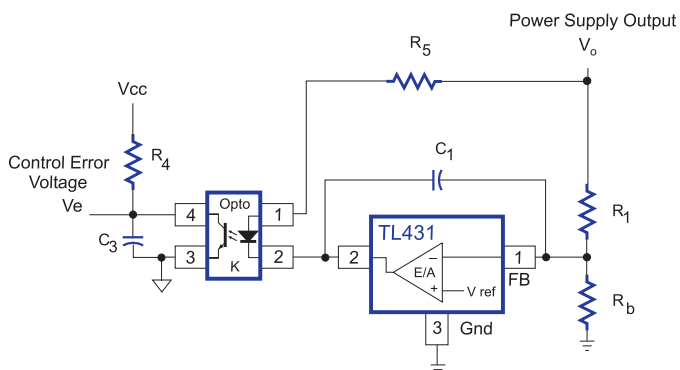 Power Supply Output
Vo
R5
Vcc
R4
C1
Control Error
Voltage
Ve
Opto
4
1
R1
C3
TL431
3
K
2
2
E/A
−
+
V ref
1
FB
Rb
3
Gnd